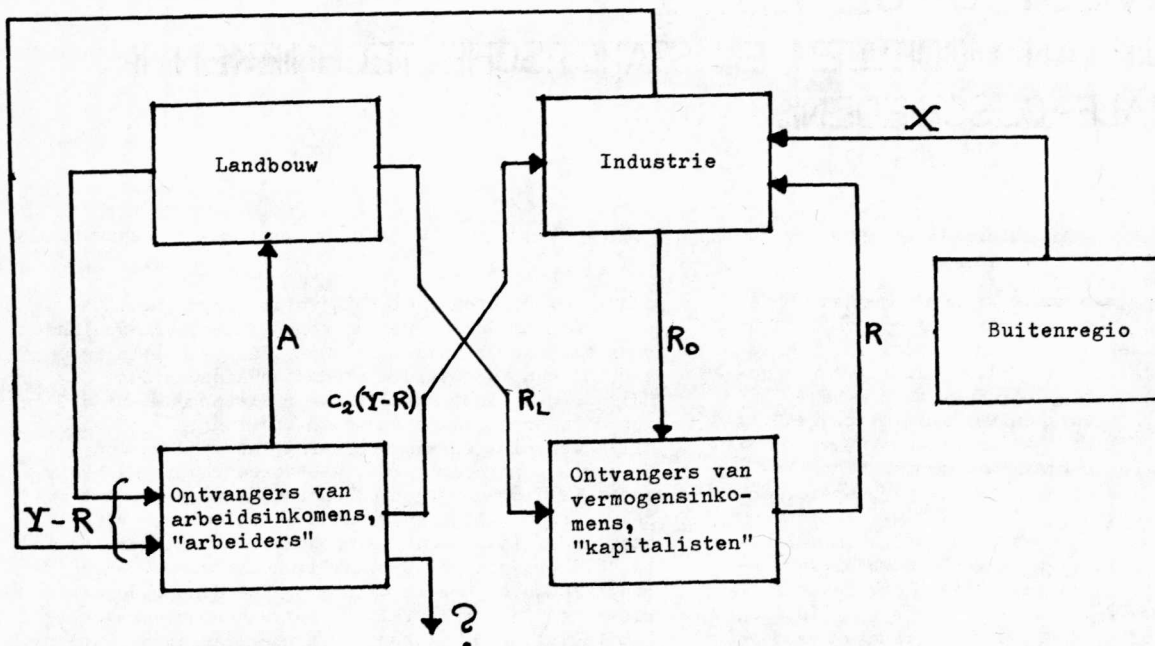 X
Landbouw
Industrie
Buitenregio
A
R₀
R
c₂(Y-R)
R_L
Y-R
Ontvangers van
arbeidsinkomens,
"arbeiders"
Ontvangers van
vermogensinko-
mens,
"kapitalisten"
?